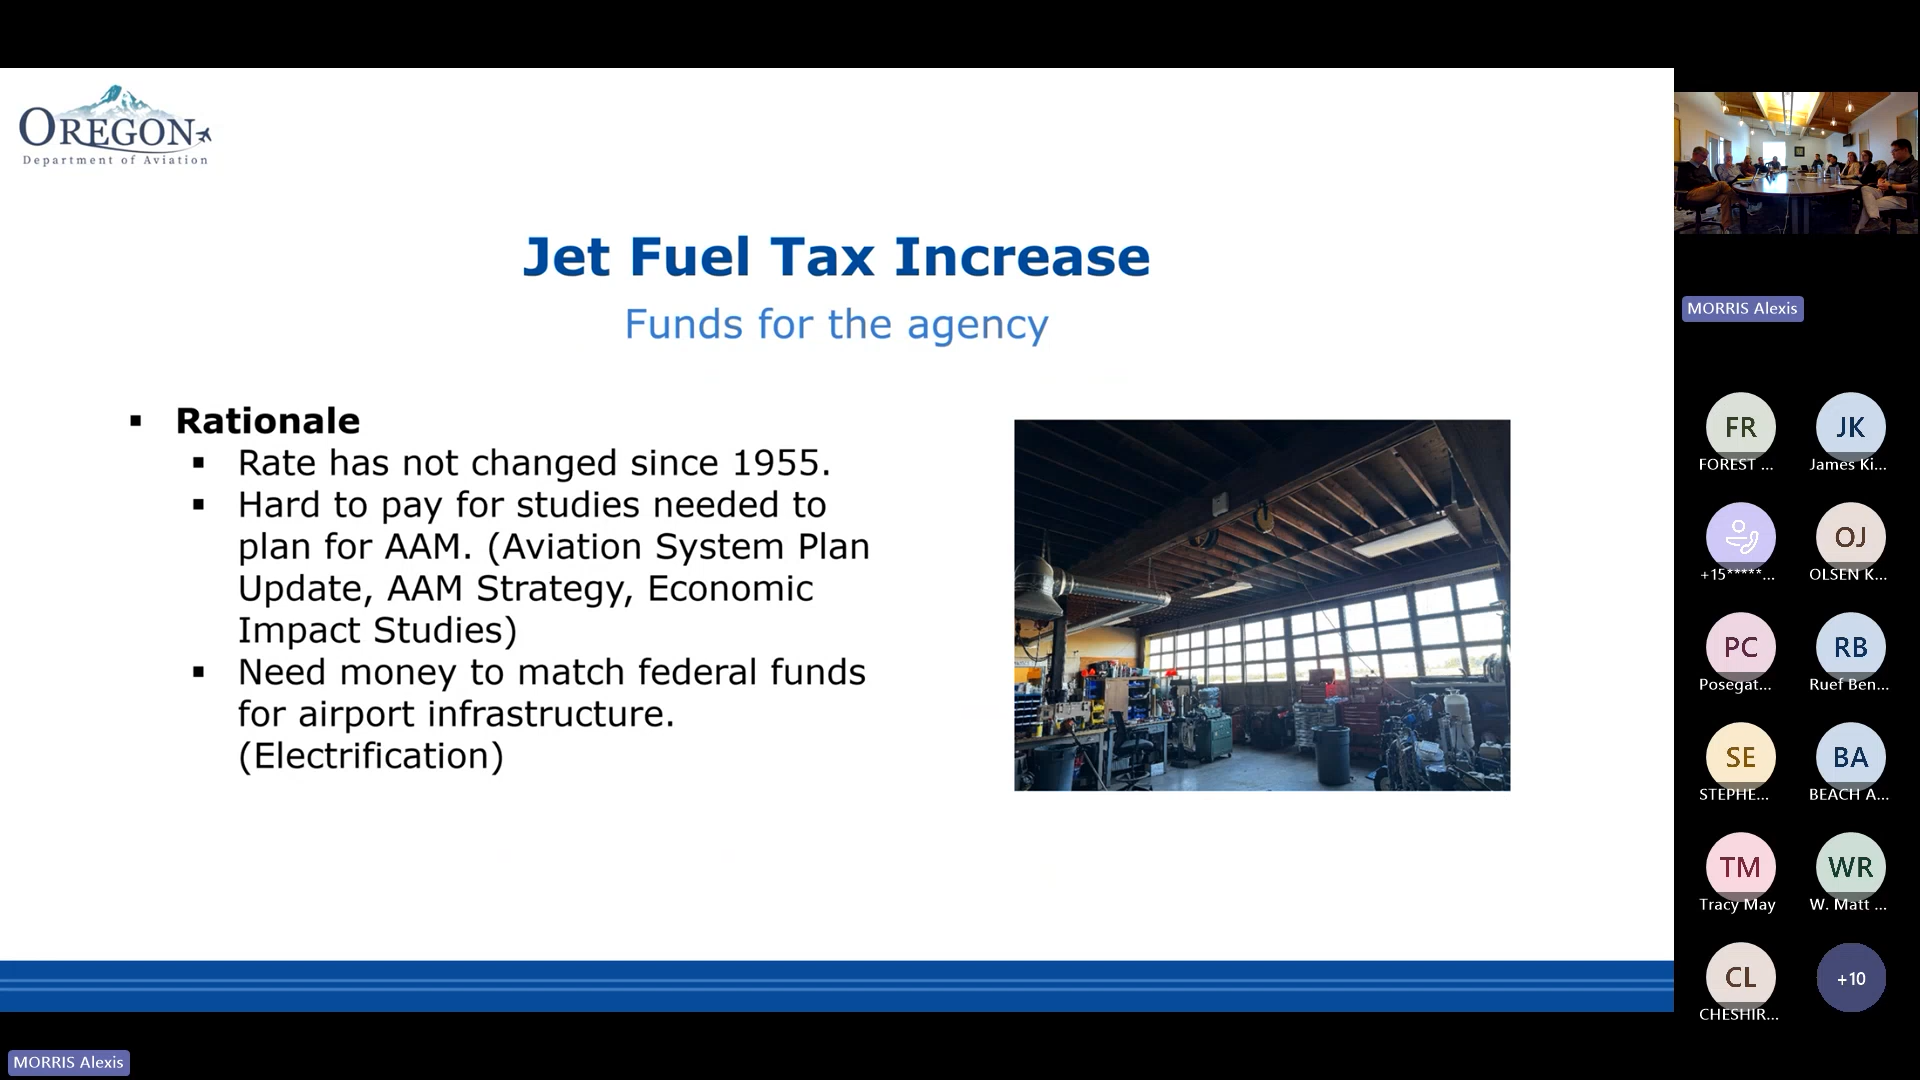 OREGON
Department of Aviation
Jet Fuel Tax Increase
Funds for the agency
▪ Rationale
▪ Rate has not changed since 1955.
▪ Hard to pay for studies needed to
plan for AAM. (Aviation System Plan
Update, AAM Strategy, Economic
Impact Studies)
▪ Need money to match federal funds
for airport infrastructure.
(Electrification)
MORRIS Alexis
FR
JK
FOREST ...
James Ki...
OJ
+15*****...
OLSEN K...
PC
RB
Posegat...
Ruef Ben...
SE
BA
STEPHE...
BEACH A...
TM
WR
Tracy May
W. Matt ...
CL
+10
CHESHIR...
MORRIS Alexis